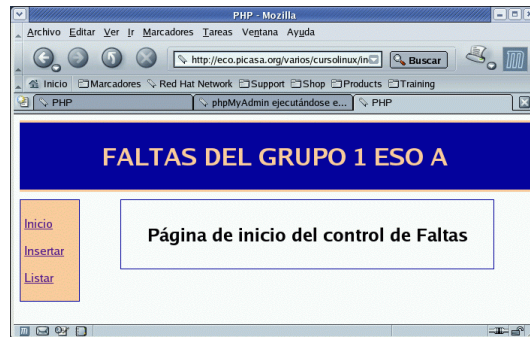 PHP - Mozilla
Archivo Editar Ver Ir Marcadores Tareas Ventana Ayuda
http://eco.picasa.org/varios/cursolinux/in
Buscar
Inicio Marcadores Red Hat Network Support Shop Products Training
PHP phpMyAdmin ejecutándose e... PHP
FALTAS DEL GRUPO 1 ESO A
Inicio
Insertar
Listar
Página de inicio del control de Faltas